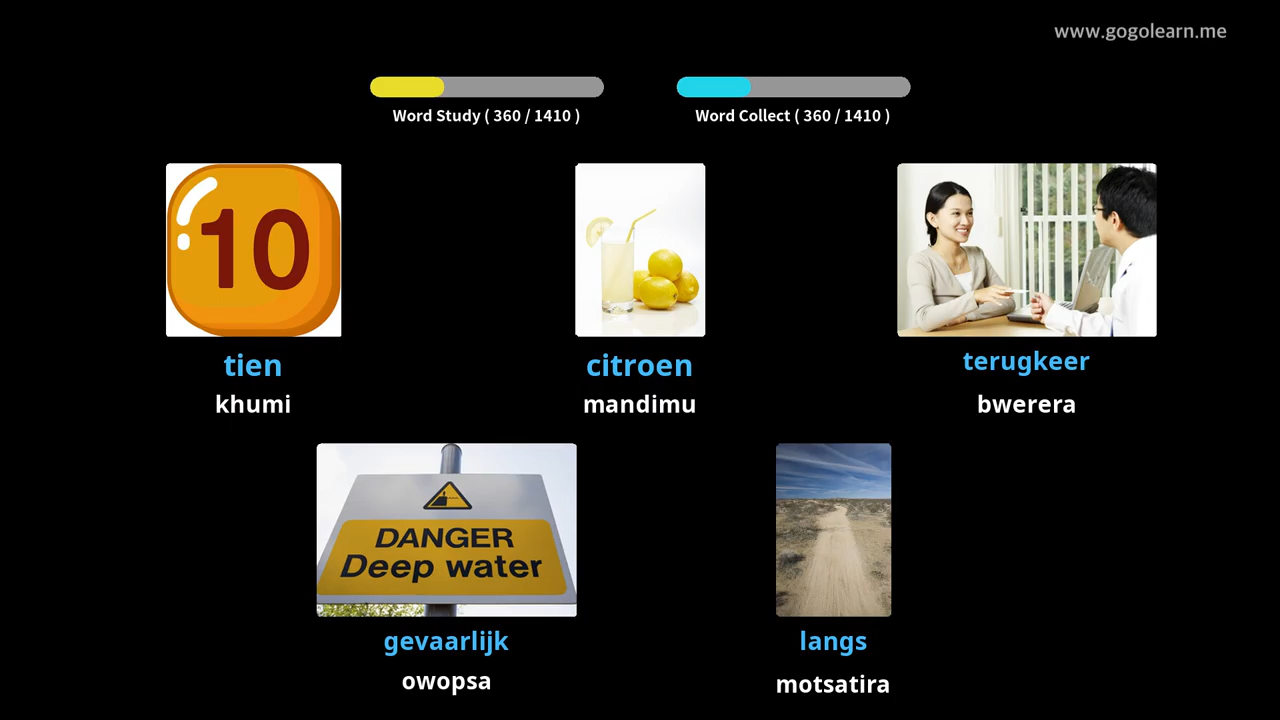 www.gogolearn.me
Word Study ( 360 / 1410 )
Word Collect ( 360 / 1410 )
10
tien
khumi
citroen
mandimu
terugkeer
bwerera
DANGER
Deep water
gevaarlijk
owopsa
langs
motsatira